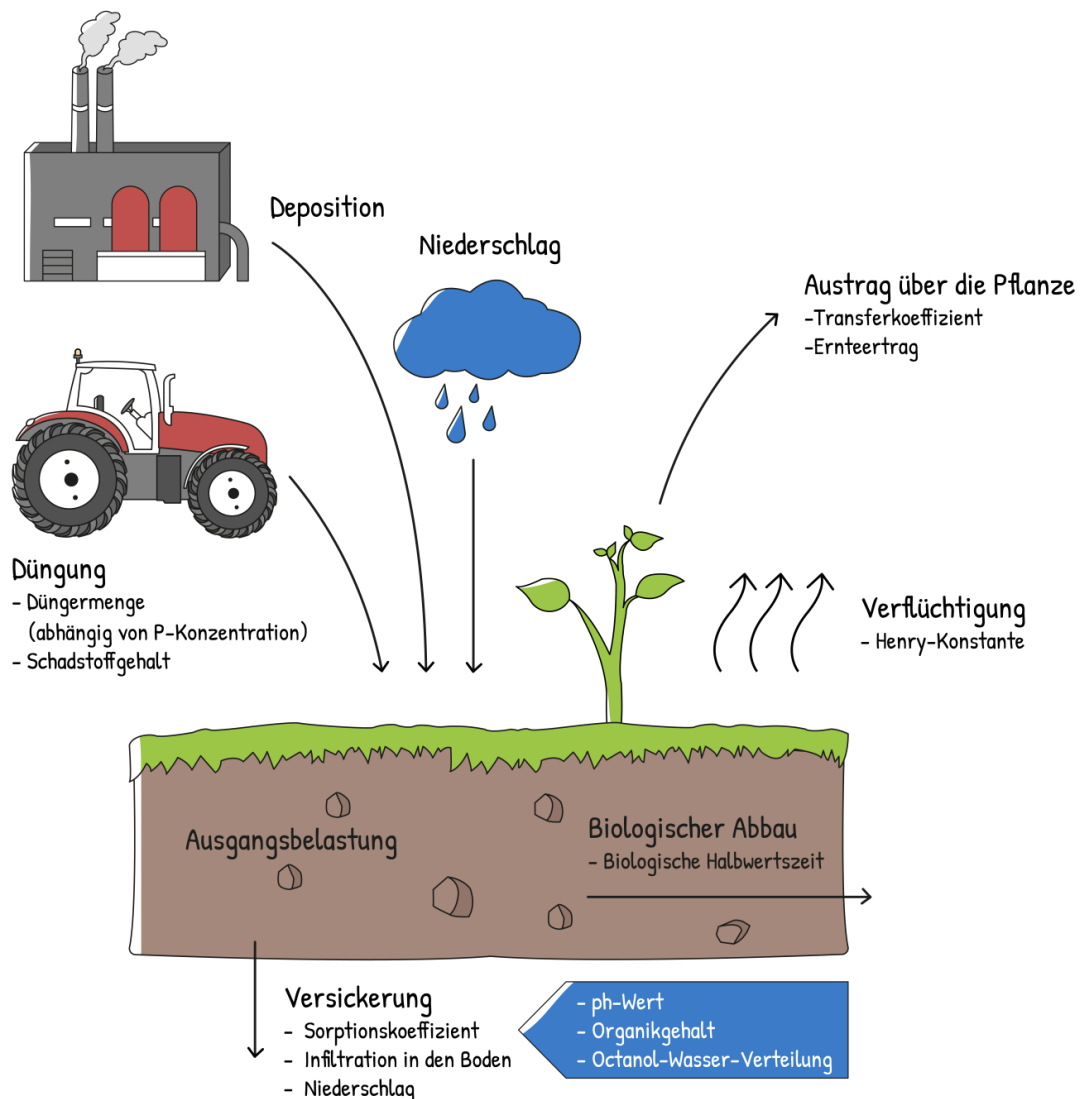 Deposition
Niederschlag
Austrag über die Pflanze
-Transferkoeffizient
-Ernteertrag
Düngung
- Düngermenge
(abhängig von P-Konzentration)
- Schadstoffgehalt
Verflüchtigung
- Henry-Konstante
Ausgangsbelastung
Biologischer Abbau
- Biologische Halbwertszeit
Versickerung
- Sorptionskoeffizient
- Infiltration in den Boden
- Niederschlag
- ph-Wert
- Organikgehalt
- Octanol-Wasser-Verteilung